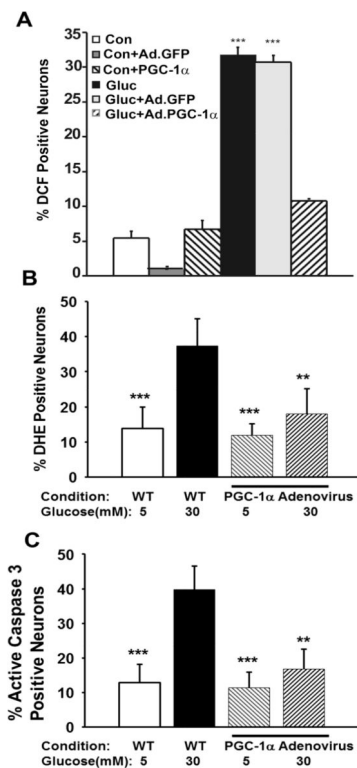 A
Con
Con+Ad.GFP
Con+PGC-1α
Gluc
Gluc+Ad.GFP
Gluc+Ad.PGC-1α
*** ***
% DCF Positive Neurons
35
30
25
20
15
10
5
0
B
% DHE Positive Neurons
50
40
30
20
10
0
*** *** **
Condition: WT WT PGC-1α Adenovirus
Glucose(mM): 5 30 5 30
C
% Active Caspase 3
Positive Neurons
50
40
30
20
10
0
*** *** **
Condition: WT WT PGC-1α Adenovirus
Glucose(mM): 5 30 5 30